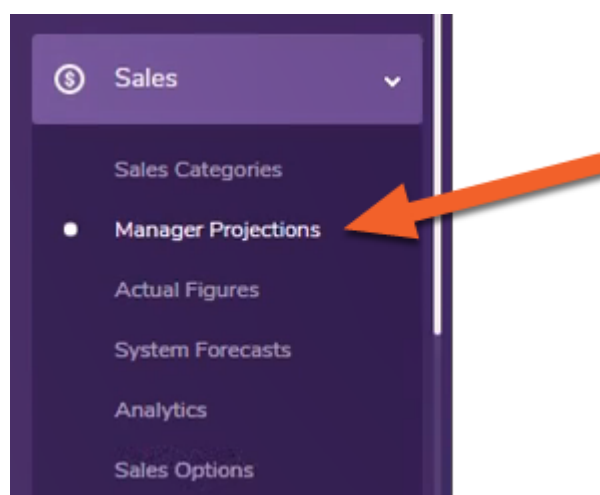 Sales
Sales Categories
Manager Projections
Actual Figures
System Forecasts
Analytics
Sales Options